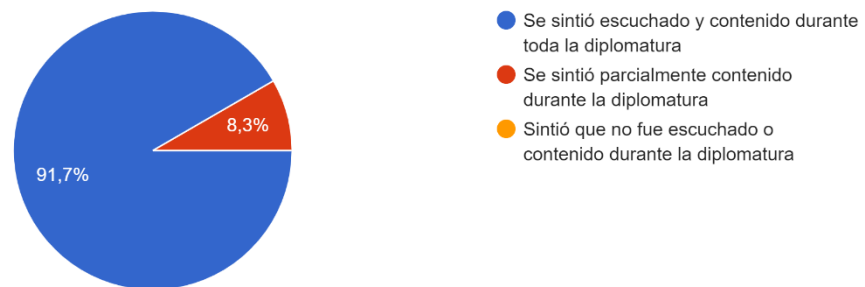 Se sintió escuchado y contenido durante
toda la diplomatura
Se sintió parcialmente contenido
durante la diplomatura
Sintió que no fue escuchado o
contenido durante la diplomatura
8,3%
91,7%